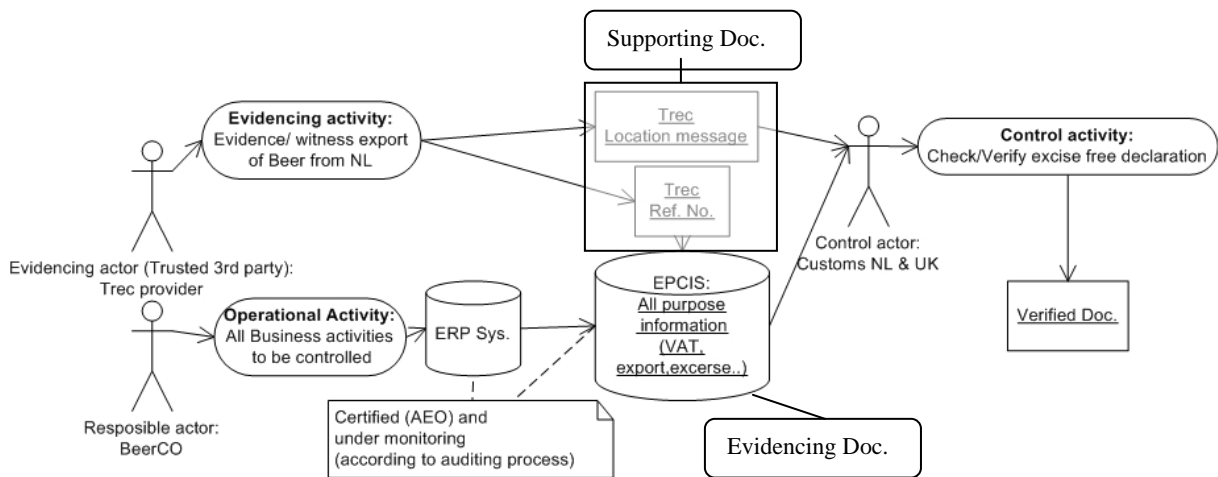 Supporting Doc.
Trec
Location message
Evidencing activity:
Evidence/ witness export
of Beer from NL
Control activity:
Check/Verify excise free declaration
Trec
Ref. No.
Control actor:
Customs NL & UK
Evidencing actor (Trusted 3rd party):
Trec provider
EPCIS:
All purpose
information
(VAT,
export,excerse..)
Operational Activity:
All Business activities
to be controlled
ERP Sys.
Verified Doc.
Certified (AEO) and
under monitoring
(according to auditing process)
Resposible actor:
BeerCO
Evidencing Doc.